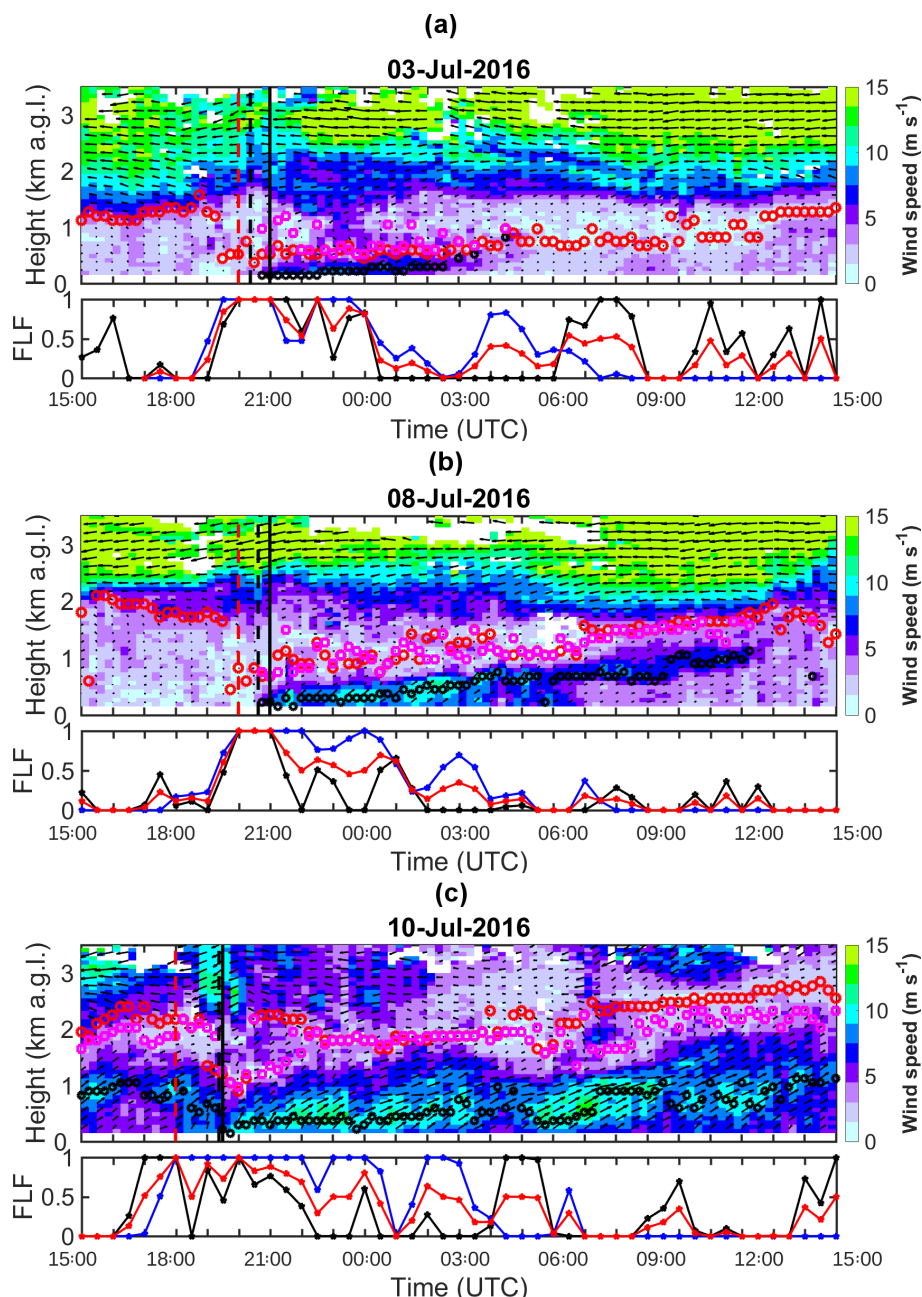 (a)
03-Jul-2016
Height (km a.g.l.)
3
2
1
0
15
10
5
0
Wind speed (m s-1)
FLF
1
0.5
0
15:00 18:00 21:00 00:00 03:00 06:00 09:00 12:00 15:00
Time (UTC)
(b)
08-Jul-2016
Height (km a.g.l.)
3
2
1
0
15
10
5
0
Wind speed (m s-1)
FLF
1
0.5
0
15:00 18:00 21:00 00:00 03:00 06:00 09:00 12:00 15:00
Time (UTC)
(c)
10-Jul-2016
Height (km a.g.l.)
3
2
1
0
15
10
5
0
Wind speed (m s-1)
FLF
1
0.5
0
15:00 18:00 21:00 00:00 03:00 06:00 09:00 12:00 15:00
Time (UTC)